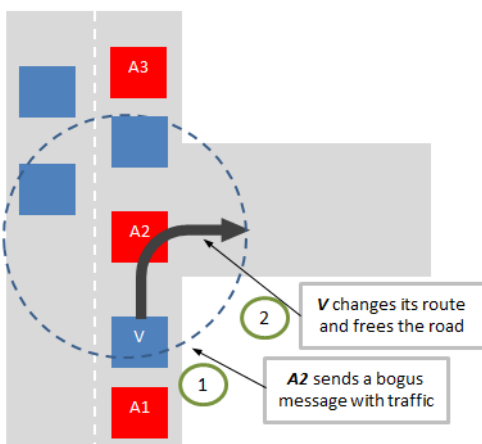 A3
A2
V
A1
2
V changes its route
and frees the road
1
A2 sends a bogus
message with traffic